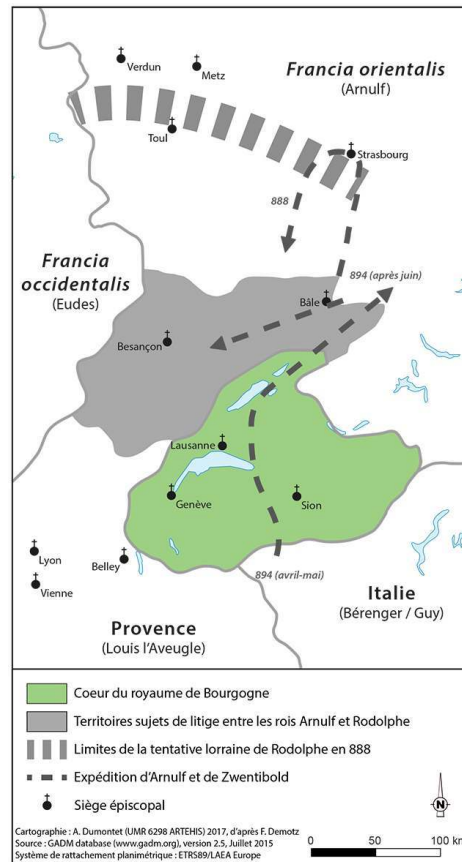 Verdun
Metz
Francia orientalis
(Arnulf)
Toul
Strasbourg
888
Francia
occidentalis
(Eudes)
894 (après juin)
Bâle
Besançon
Lausanne
Genève
Sion
Lyon
Belley
894 (avril-mai)
Vienne
Italie
(Bérenger / Guy)
Provence
(Louis l'Aveugle)
Coeur du royaume de Bourgogne
Territoires sujets de litige entre les rois Arnulf et Rodolphe
Limites de la tentative lorraine de Rodolphe en 888
Expédition d'Arnulf et de Zwentibold
Siège épiscopal
N
Cartographie : A. Dumontet (UMR 6298 ARTEHIS) 2017, d'après F. Demotz
Source : GADM database (www.gadm.org), version 2.5, Juillet 2015
Système de rattachement planimétrique : ETRS89/LAEA Europe
0 50 100 km